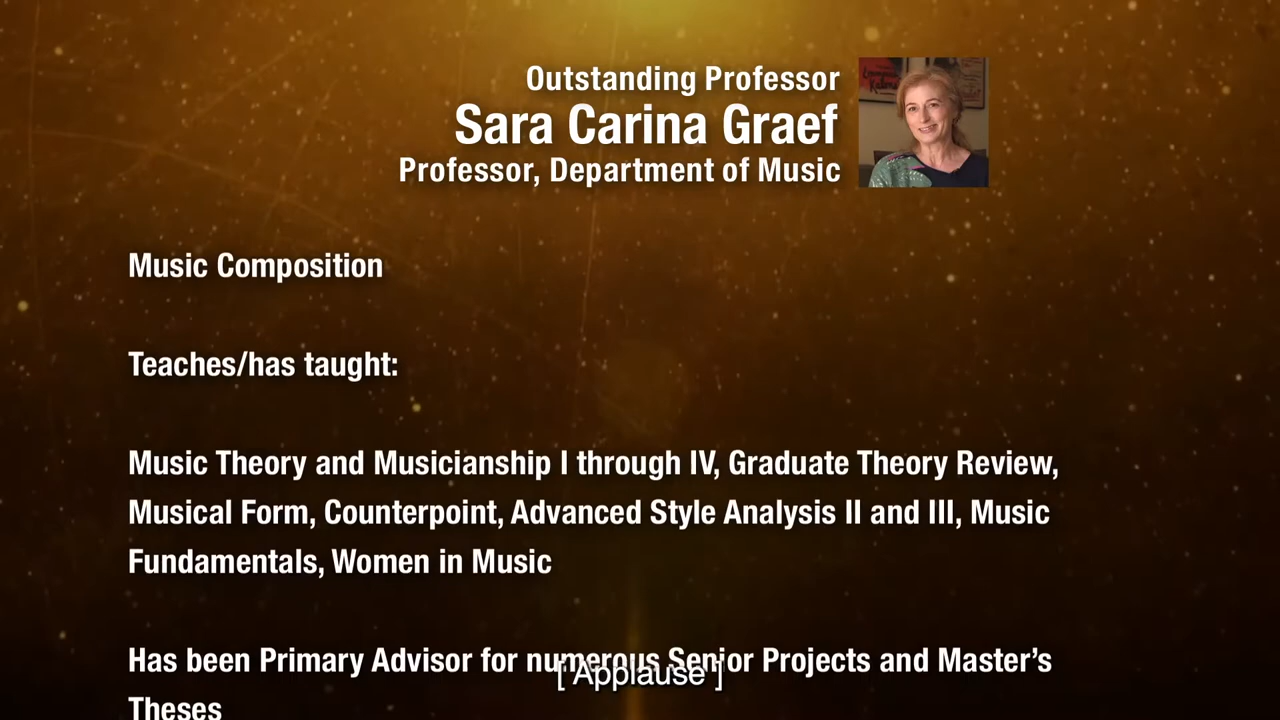 Outstanding Professor
Sara Carina Graef
Professor, Department of Music
Music Composition
Teaches/has taught:
Music Theory and Musicianship I through IV, Graduate Theory Review,
Musical Form, Counterpoint, Advanced Style Analysis II and III, Music
Fundamentals, Women in Music
Has been Primary Advisor for numerous Senior Projects and Master’s
[ Applause ]
Theses